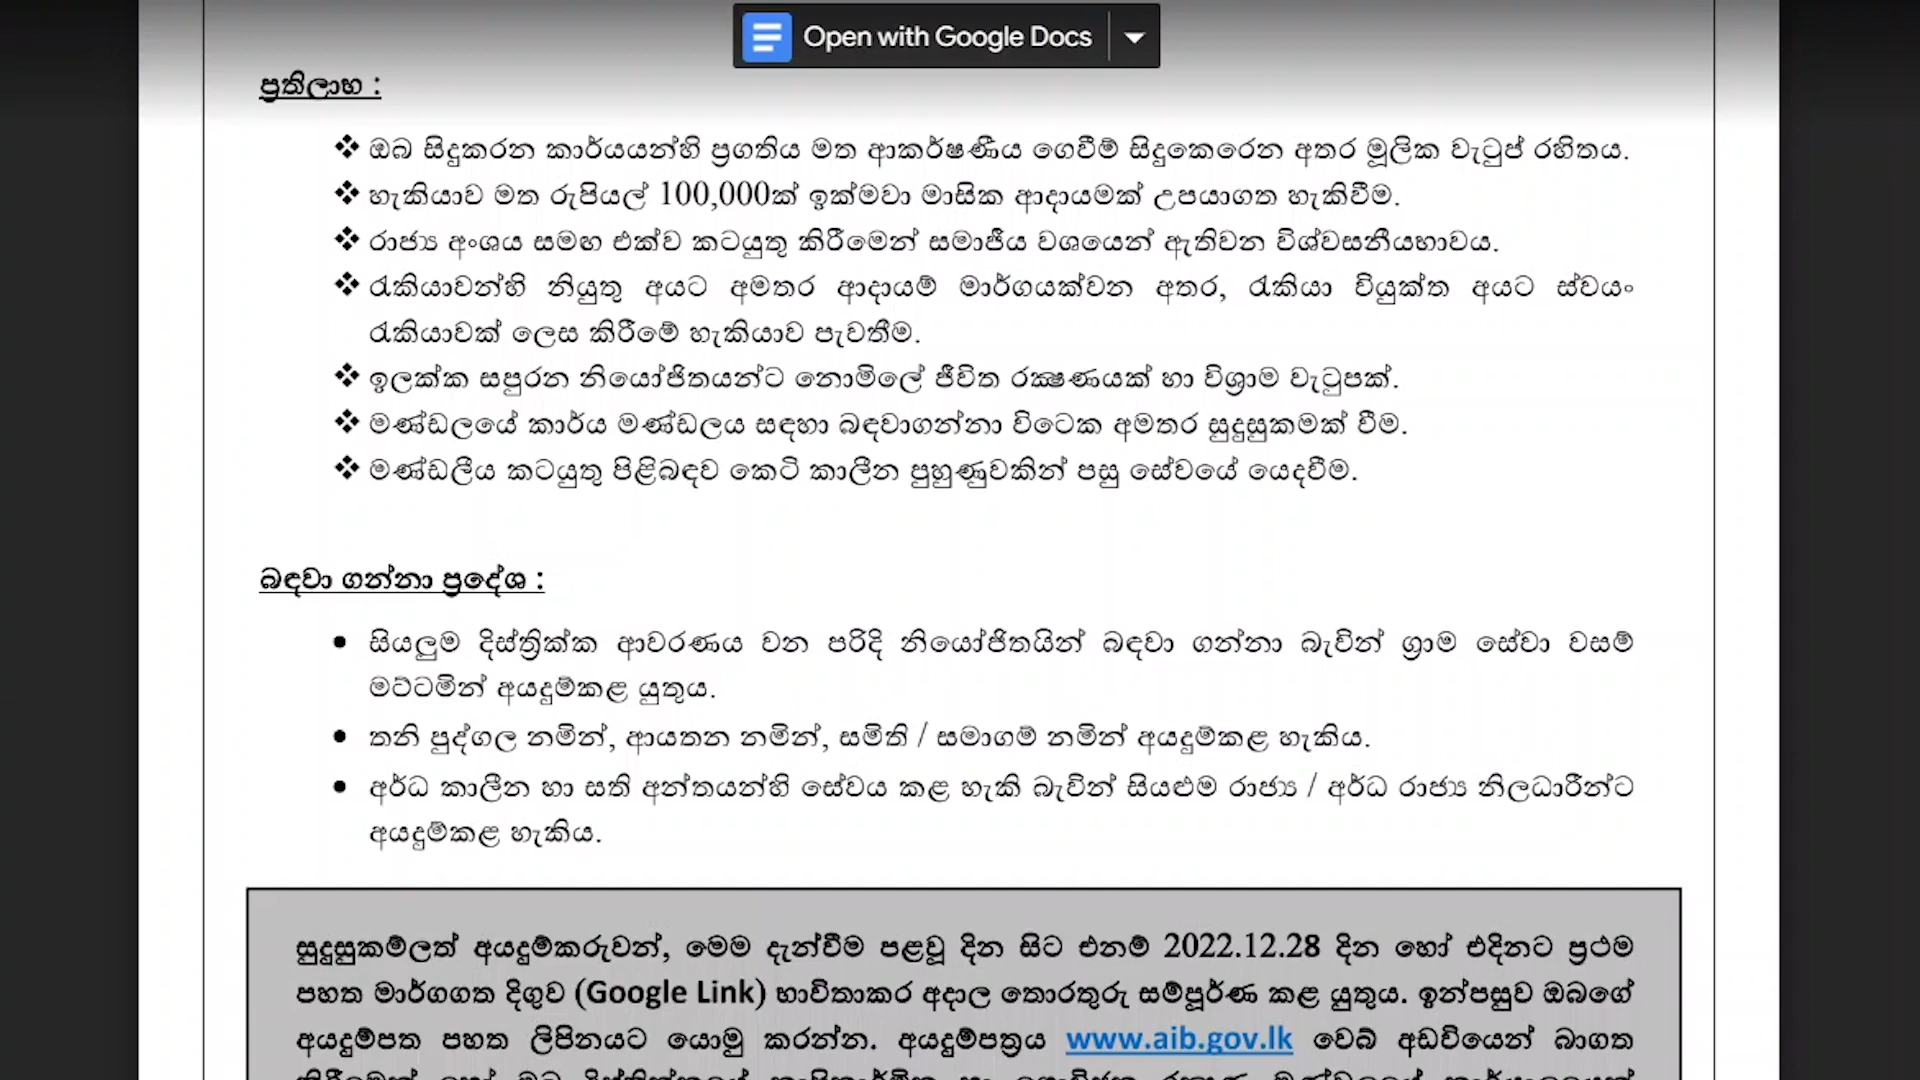 Open with Google Docs
ප්‍රතිලාභ :
❖ ඔබ සිදුකරන කාර්යයන්හි ප්‍රගතිය මත ආකර්ෂණීය ගෙවීම් සිදුකෙරෙන අතර මූලික වැටුප් රහිතය.
❖ හැකියාව මත රුපියල් 100,000ක් ඉක්මවා මාසික ආදායමක් උපයාගත හැකිවීම.
❖ රාජ්‍ය අංශය සමඟ එක්ව කටයුතු කිරීමෙන් සමාජීය වශයෙන් ඇතිවන විශ්වසනීයභාවය.
❖ රැකියාවන්හි නියුතු අයට අමතර ආදායම් මාර්ගයක්වන අතර, රැකියා වියුක්ත අයට ස්වයං
රැකියාවක් ලෙස කිරීමේ හැකියාව පැවතීම.
❖ ඉලක්ක සපුරන නියෝජිතයන්ට නොමිලේ ජීවිත රක්‍ෂණයක් හා විශ්‍රාම වැටුපක්.
❖ මණ්ඩලයේ කාර්ය මණ්ඩලය සඳහා බඳවාගන්නා විටෙක අමතර සුදුසුකමක් වීම.
❖ මණ්ඩලීය කටයුතු පිළිබඳව කෙටි කාලීන පුහුණුවකින් පසු සේවයේ යෙදවීම.
බඳවා ගන්නා ප්‍රදේශ :
• සියලුම දිස්ත්‍රික්ක ආවරණය වන පරිදි නියෝජිතයින් බඳවා ගන්නා බැවින් ග්‍රාම සේවා වසම්
මට්ටමින් අයදුම්කළ යුතුය.
• තනි පුද්ගල නමින්, ආයතන නමින්, සමිති / සමාගම් නමින් අයදුම්කළ හැකිය.
• අර්ධ කාලීන හා සති අන්තයන්හි සේවය කළ හැකි බැවින් සියළුම රාජ්‍ය / අර්ධ රාජ්‍ය නිලධාරීන්ට
අයදුම්කළ හැකිය.
සුදුසුකම්ලත් අයදුම්කරුවන්, මෙම දැන්වීම පළවූ දින සිට එනම් 2022.12.28 දින හෝ එදිනට ප්‍රථම
පහත මාර්ගගත දිගුව (Google Link) භාවිතාකර අදාල තොරතුරු සම්පූර්ණ කළ යුතුය. ඉන්පසුව ඔබගේ
අයදුම්පත පහත ලිපිනයට යොමු කරන්න. අයදුම්පත්‍රය www.aib.gov.lk වෙබ් අඩවියෙන් බාගත